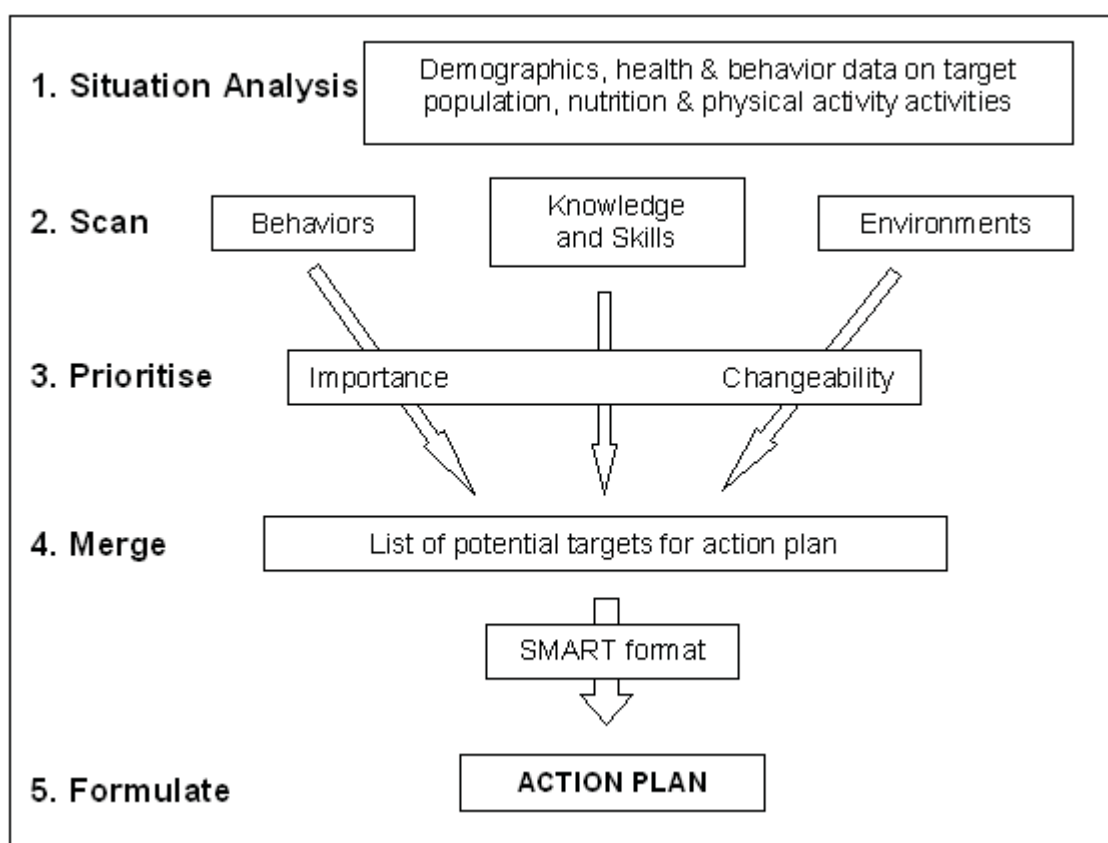 1. Situation Analysis
Demographics, health & behavior data on target
population, nutrition & physical activity activities
2. Scan
Behaviors
Knowledge
and Skills
Environments
3. Prioritise
Importance
Changeability
4. Merge
List of potential targets for action plan
SMART format
5. Formulate
ACTION PLAN